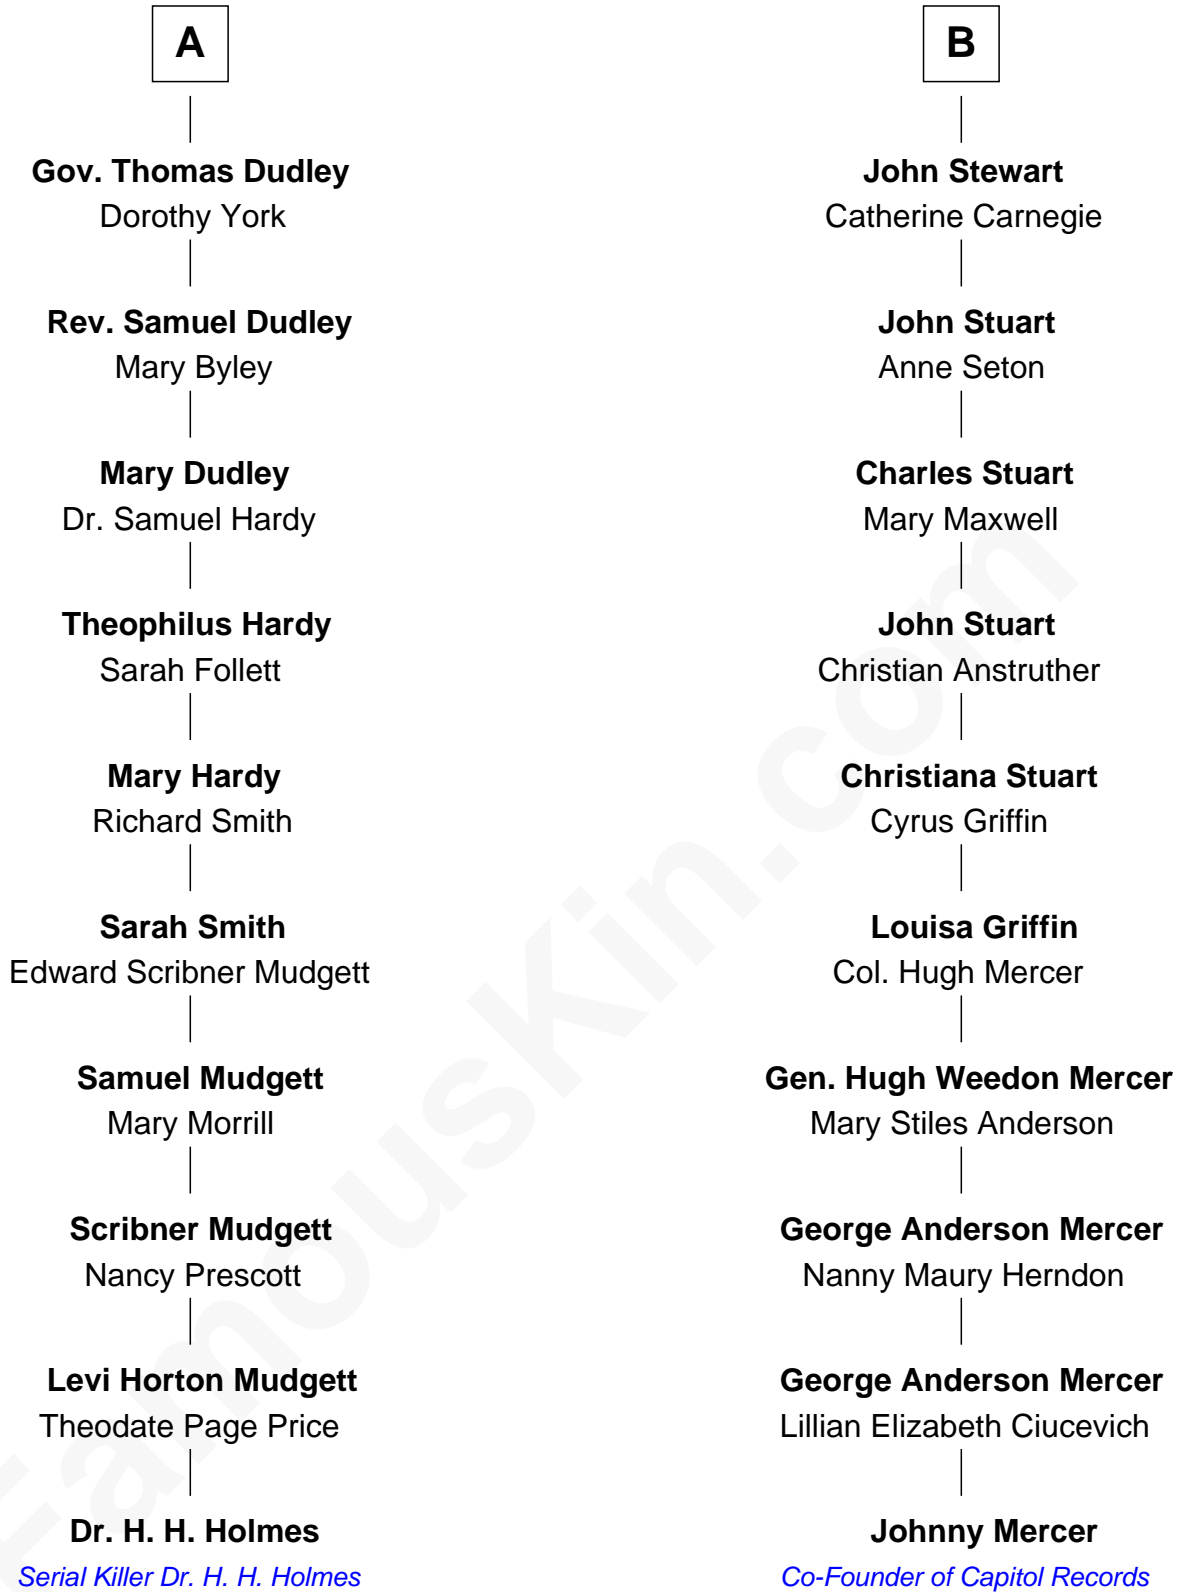 A
Gov. Thomas Dudley
Dorothy York
Rev. Samuel Dudley
Mary Byley
Mary Dudley
Dr. Samuel Hardy
Theophilus Hardy
Sarah Follett
Mary Hardy
Richard Smith
Sarah Smith
Edward Scribner Mudgett
Samuel Mudgett
Mary Morrill
Scribner Mudgett
Nancy Prescott
Levi Horton Mudgett
Theodate Page Price
Dr. H. H. Holmes
Serial Killer Dr. H. H. Holmes
B
John Stewart
Catherine Carnegie
John Stuart
Anne Seton
Charles Stuart
Mary Maxwell
John Stuart
Christian Anstruther
Christiana Stuart
Cyrus Griffin
Louisa Griffin
Col. Hugh Mercer
Gen. Hugh Weedon Mercer
Mary Stiles Anderson
George Anderson Mercer
Nanny Maury Herndon
George Anderson Mercer
Lillian Elizabeth Ciucevich
Johnny Mercer
Co-Founder of Capitol Records
FamousKin.com